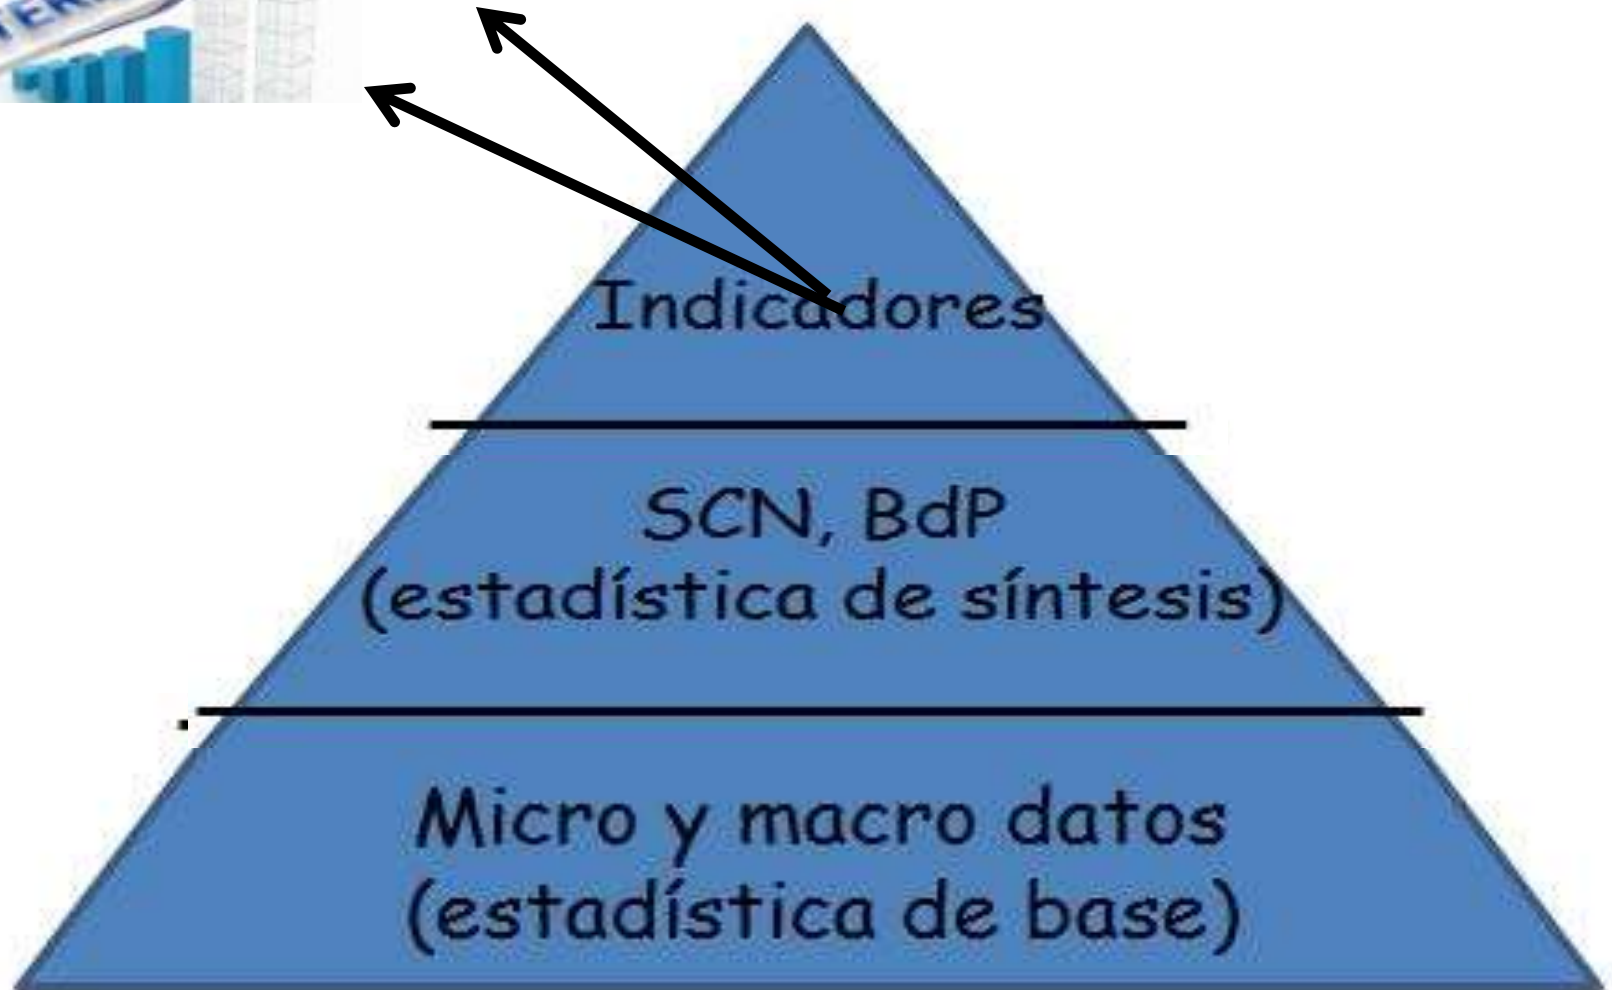 Indicadores
SCN, BdP
(estadística de síntesis)
Micro y macro datos
(estadística de base)